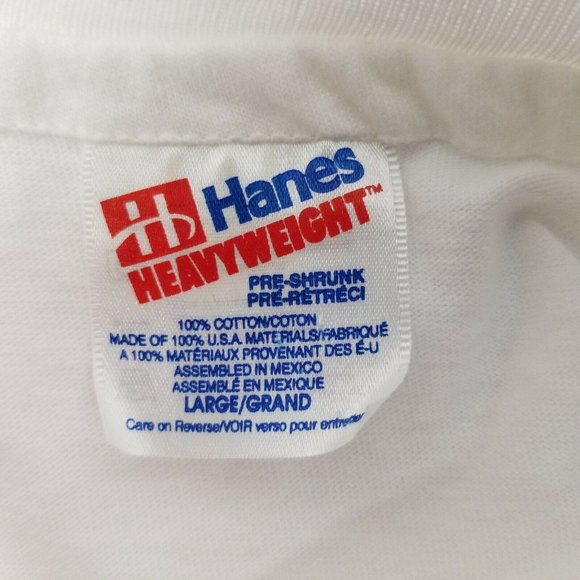 Hanes
HEAVYWEIGHT™
PRE-SHRUNK
PRÉ-RÉTRÉCI
100% COTTON/COTON
MADE OF 100% U.S.A. MATERIALS/FABRIQUÉ
A 100% MATÉRIAUX PROVENANT DES É-U
ASSEMBLED IN MEXICO
ASSEMBLÉ EN MEXIQUE
LARGE/GRAND
Care on Reverse/VOIR verso pour entretien